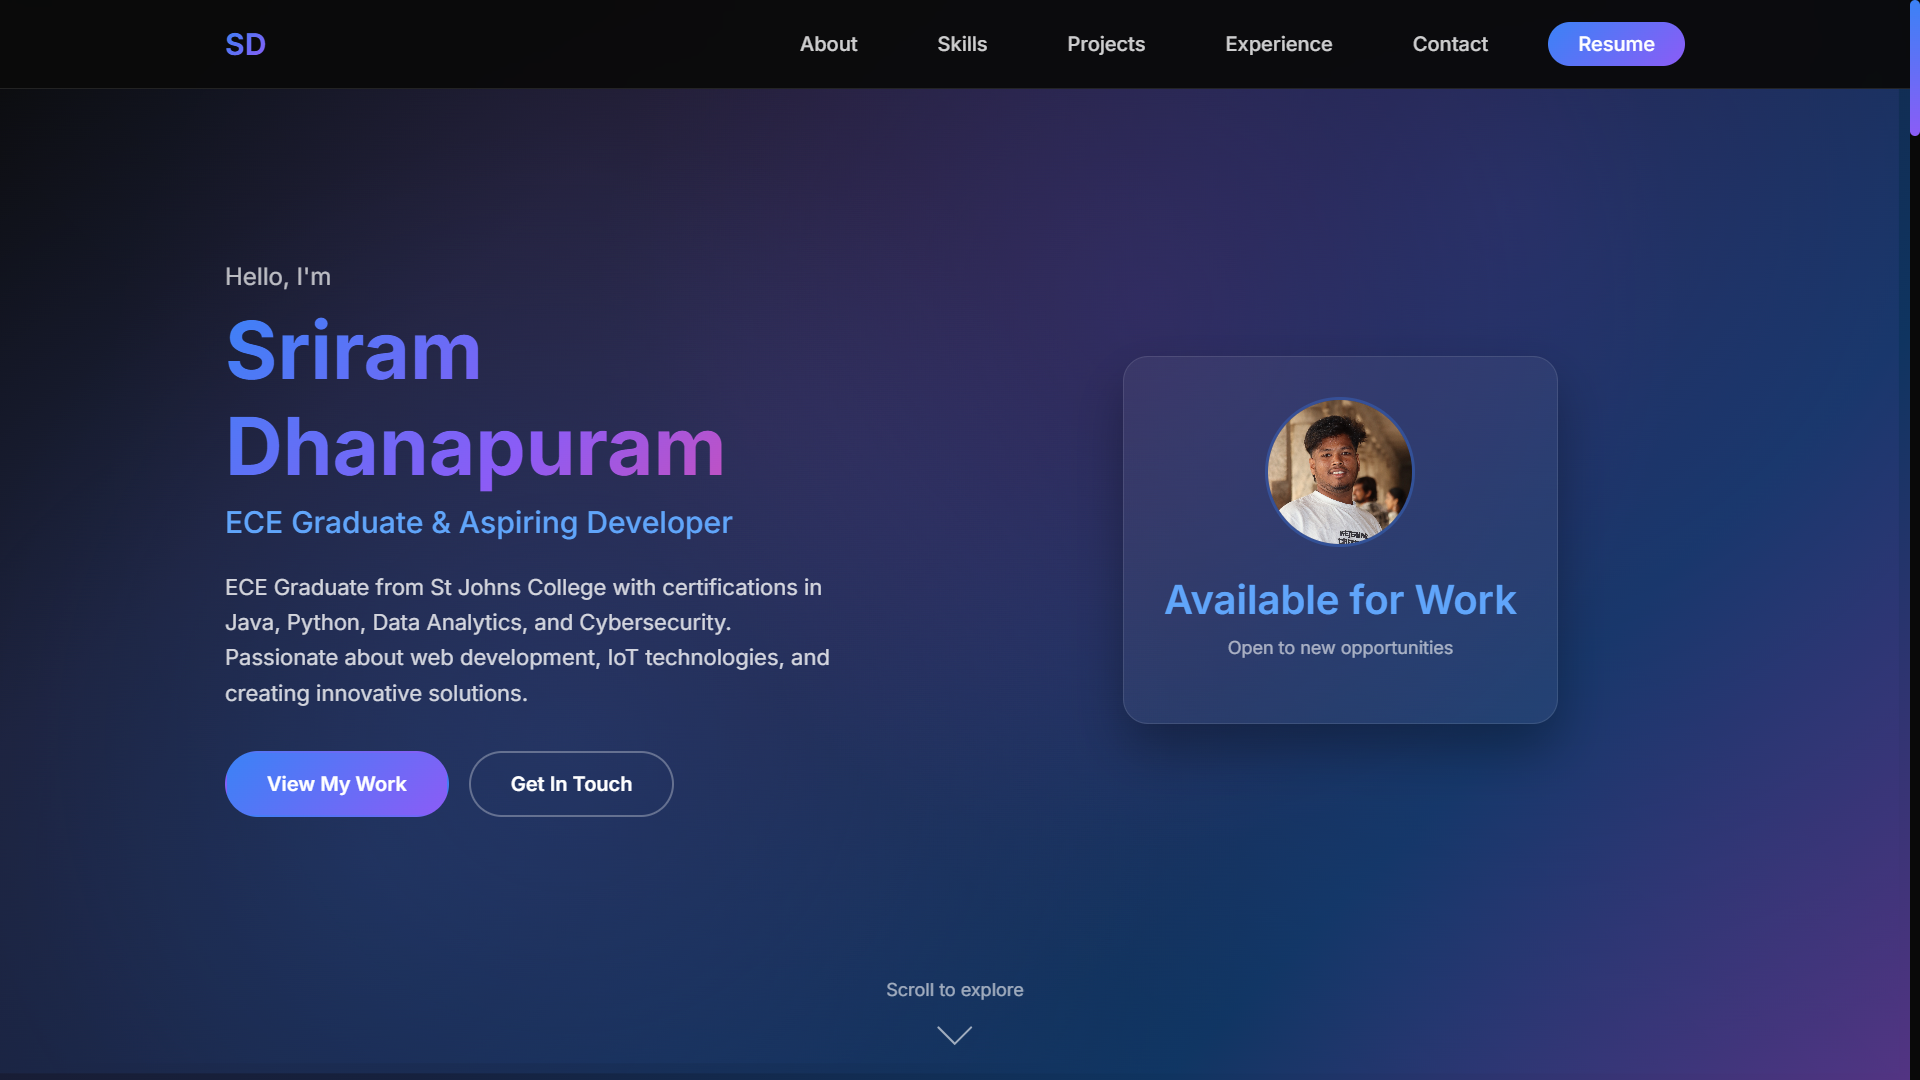 SD
About
Skills
Projects
Experience
Contact
Resume
Hello, I'm
Sriram
Dhanapuram
ECE Graduate & Aspiring Developer
ECE Graduate from St Johns College with certifications in
Java, Python, Data Analytics, and Cybersecurity.
Passionate about web development, IoT technologies, and
creating innovative solutions.
View My Work
Get In Touch
Available for Work
Open to new opportunities
Scroll to explore